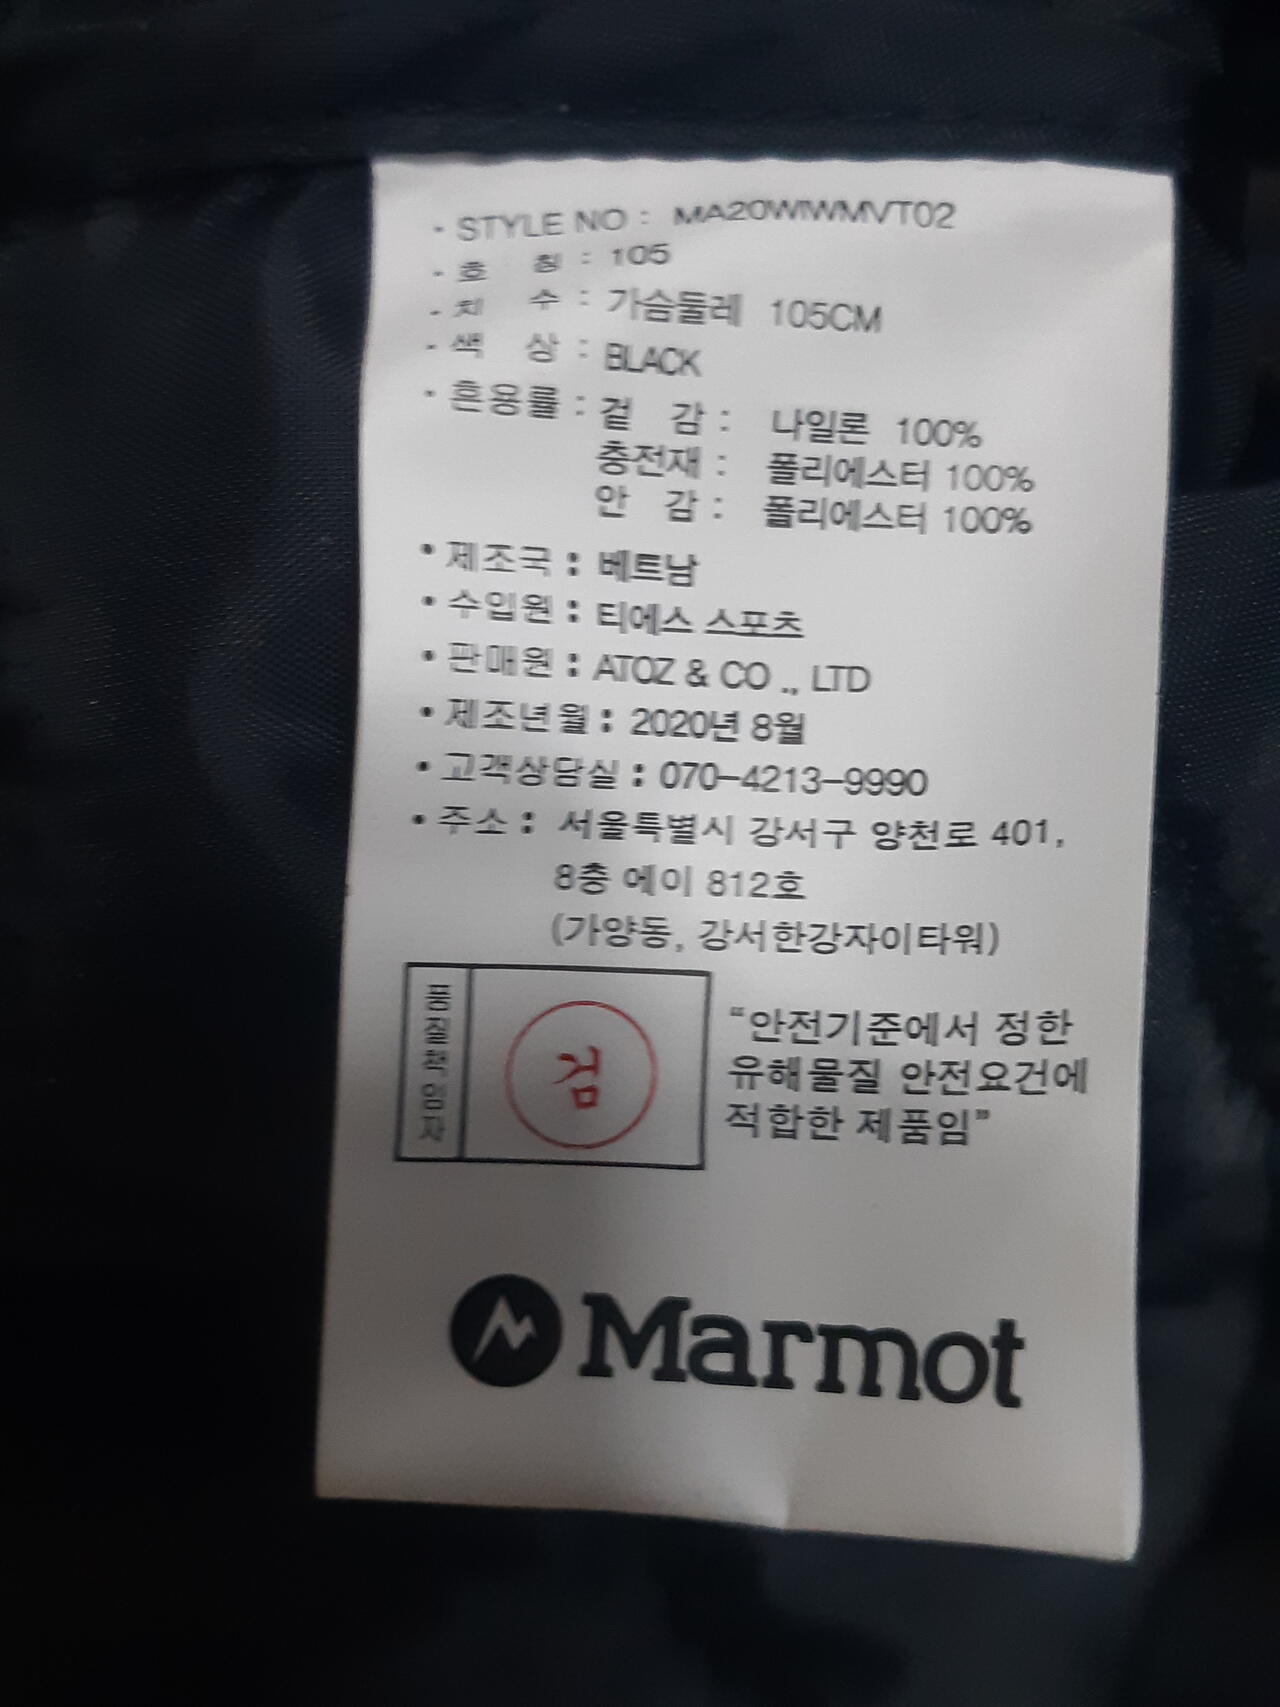 · STYLE NO : MA20WIWMVT02
· 호 칭 : 105
· 치 수 : 가슴둘레 105CM
· 색 상 : BLACK
· 혼용률 : 겉 감 : 나일론 100%
충전재 : 폴리에스터 100%
안 감 : 폴리에스터 100%
• 제조국 : 베트남
• 수입원 : 티에스 스포츠
• 판매원 : ATOZ & CO ., LTD
• 제조년월 : 2020년 8월
• 고객상담실 : 070-4213-9990
• 주소 : 서울특별시 강서구 양천로 401,
8층 에이 812호
(가양동, 강서한강자이타워)
품질책임자
검
“안전기준에서 정한
유해물질 안전요건에
적합한 제품임”
Marmot